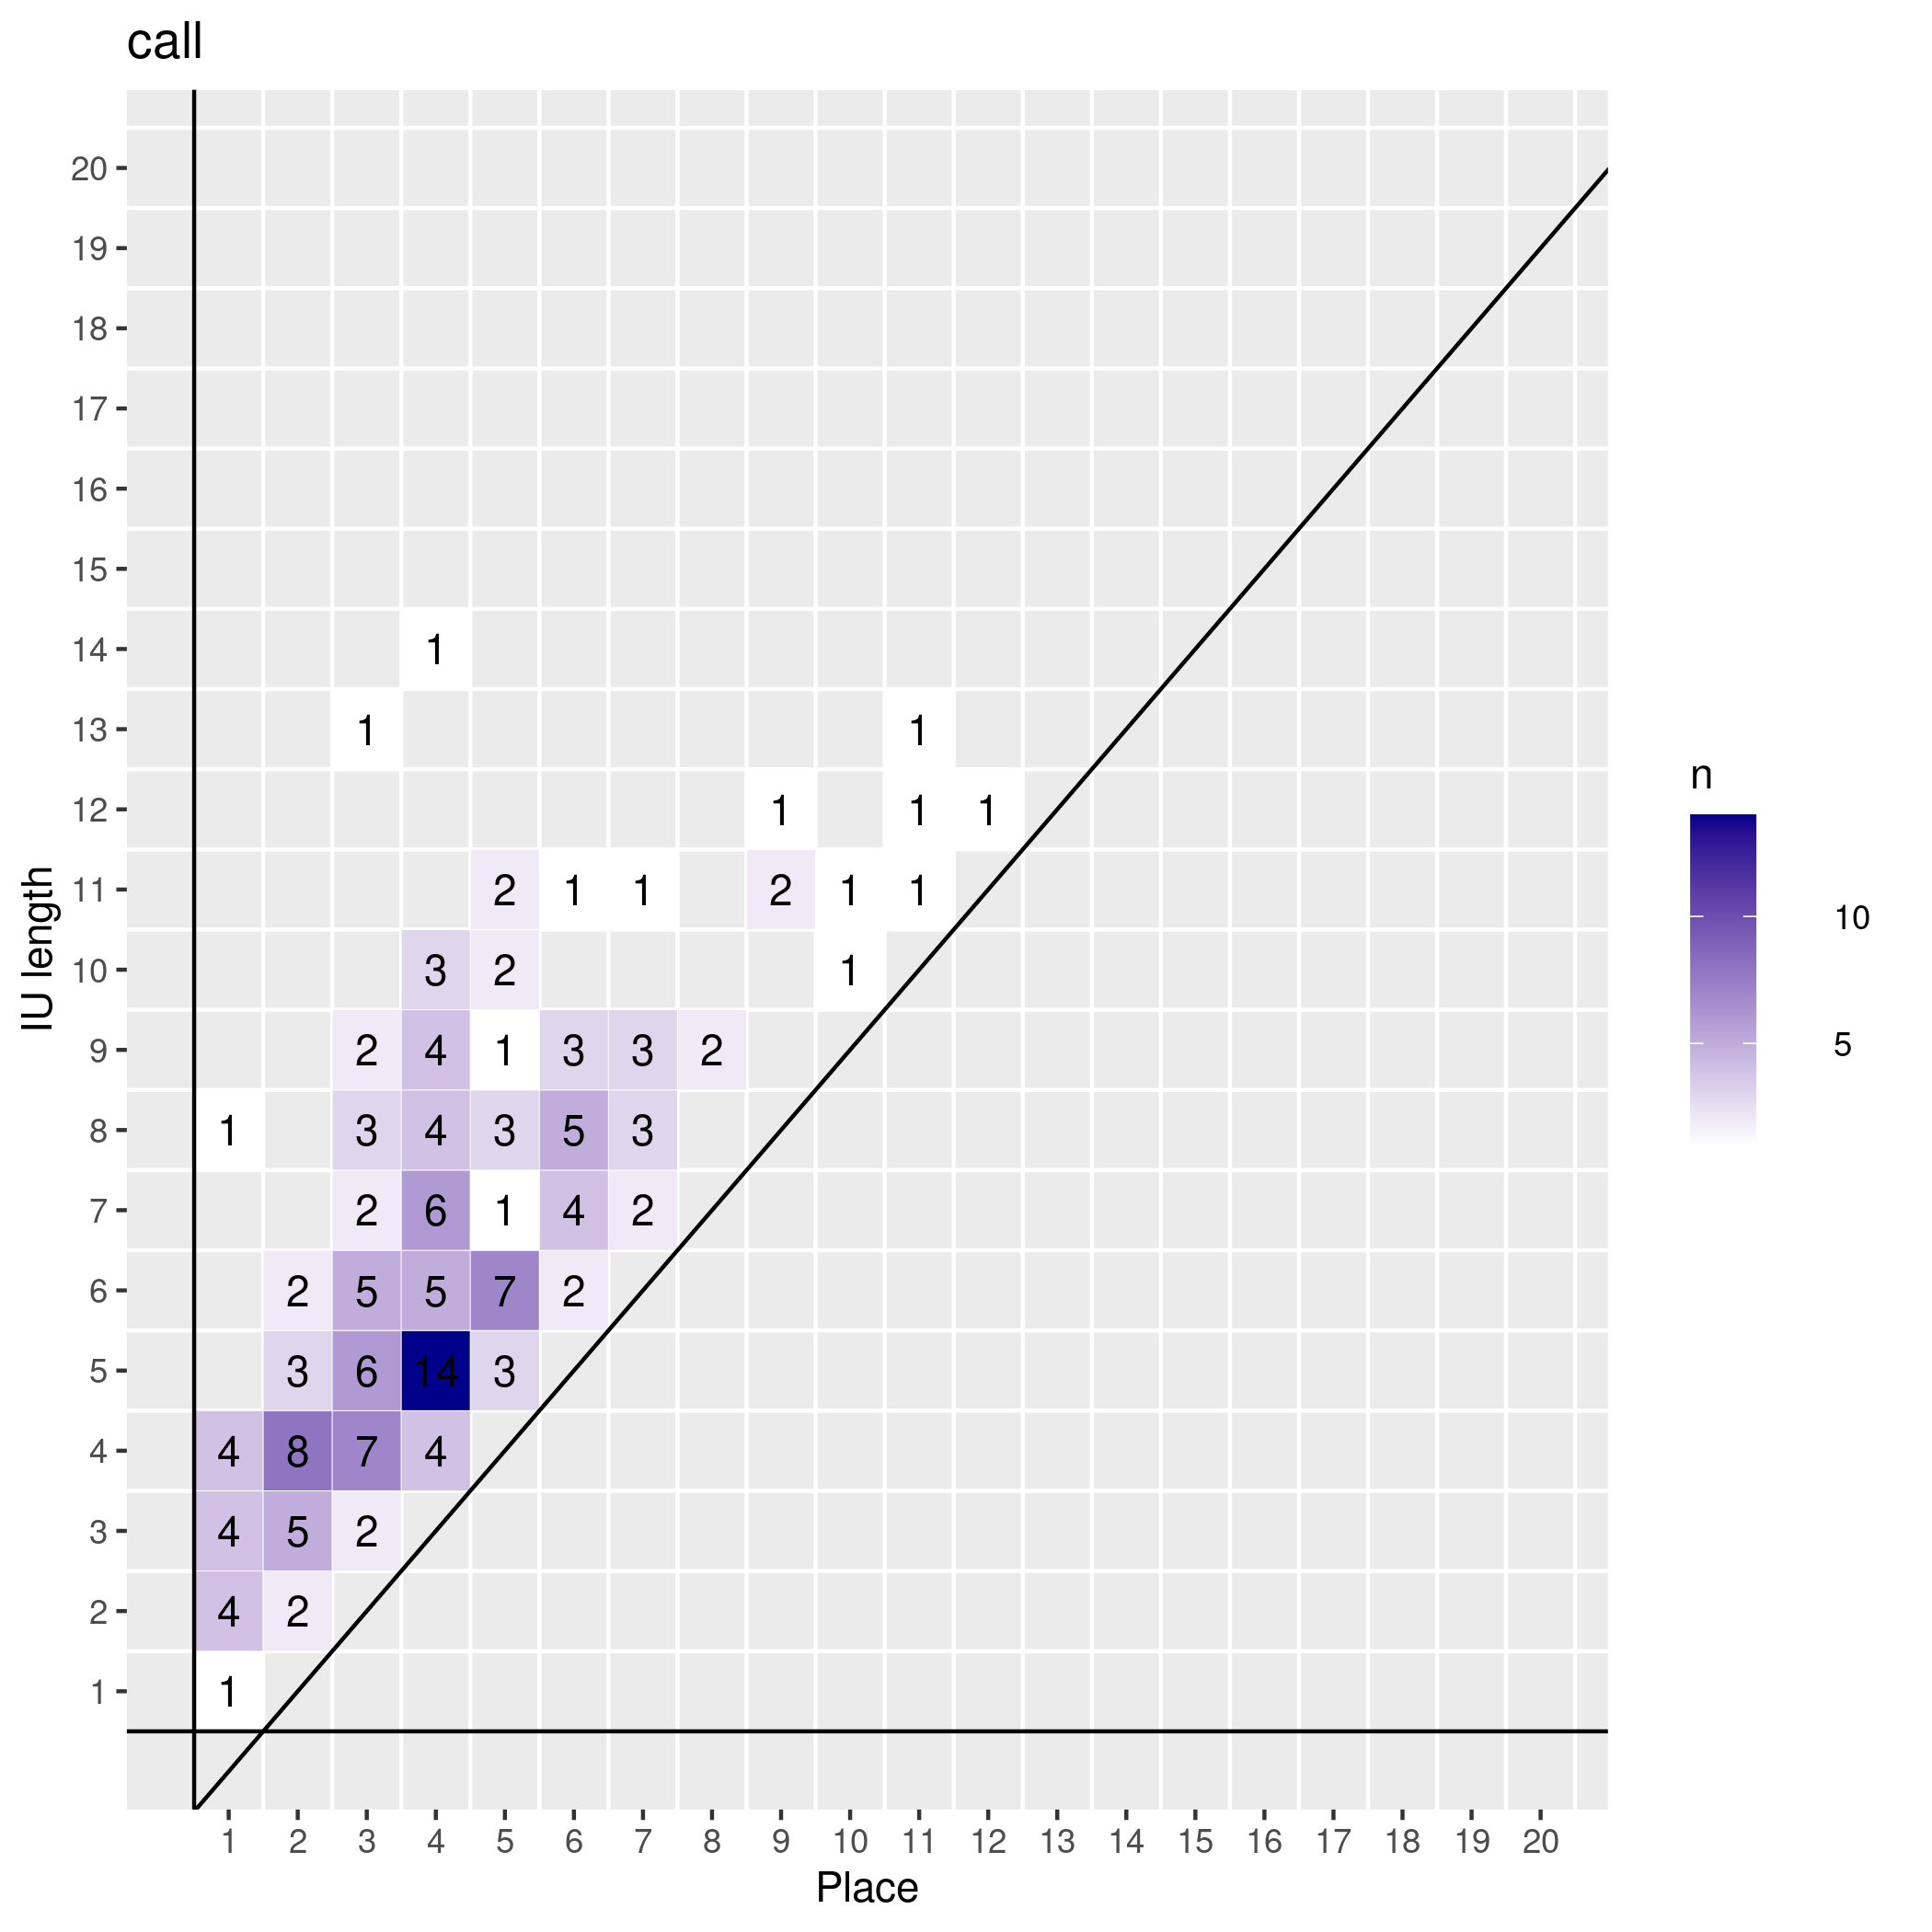 call
20
19
18
17
16
15
14 1
13 1 1
12 1 1 1
11 2 1 1 2 1 1
10 3 2 1
9 2 4 1 3 3 2
8 1 3 4 3 5 3
7 2 6 1 4 2
6 2 5 5 7 2
5 3 6 14 3
4 4 8 7 4
3 4 5 2
2 4 2
1 1
1 2 3 4 5 6 7 8 9 10 11 12 13 14 15 16 17 18 19 20
Place
IU length
n
10
5